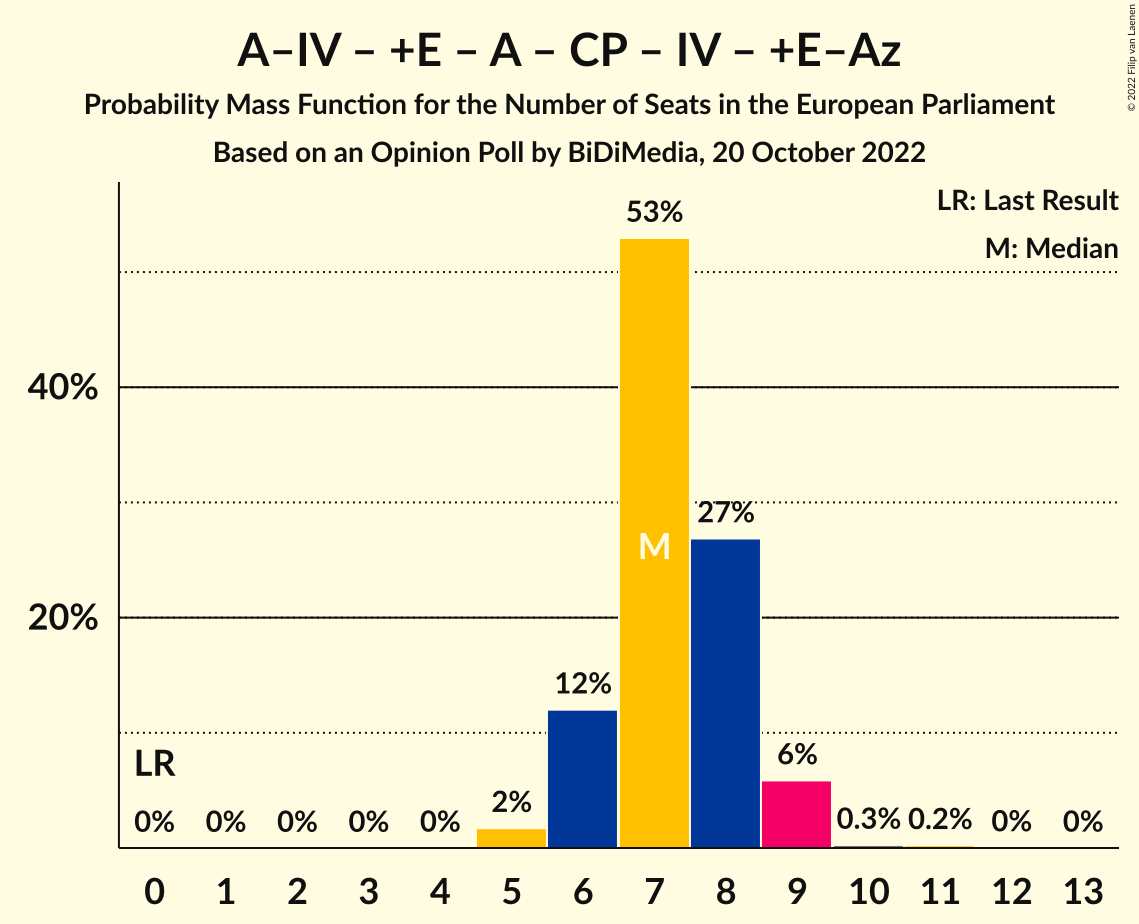 A–IV – +E – A – CP – IV – +E–Az
Probability Mass Function for the Number of Seats in the European Parliament
Based on an Opinion Poll by BiDiMedia, 20 October 2022
© 2022 Filip van Laenen
LR: Last Result
M: Median
53%
40%
27%
M
20%
12%
LR
6%
0% 0% 0% 0% 0% 2% 0.3% 0.2% 0% 0%
0 1 2 3 4 5 6 7 8 9 10 11 12 13